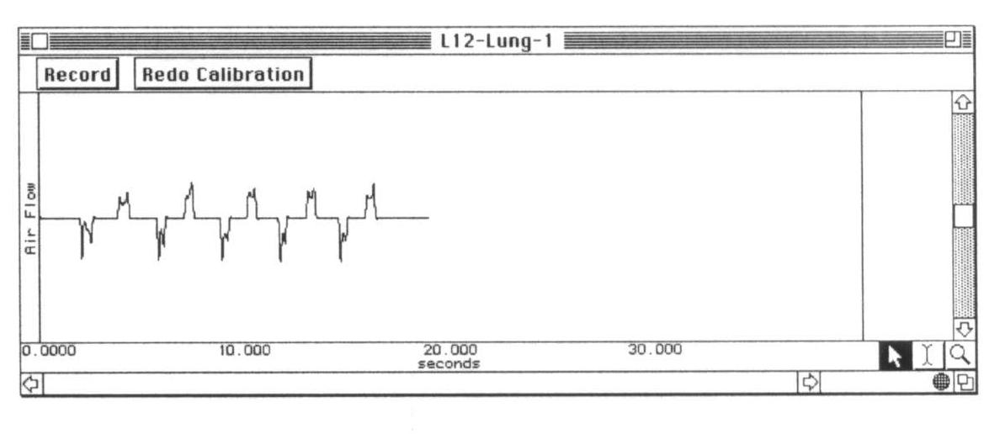 L12-Lung-1
Record Redo Calibration
Air Flow
0.0000 10.000 20.000 30.000
seconds